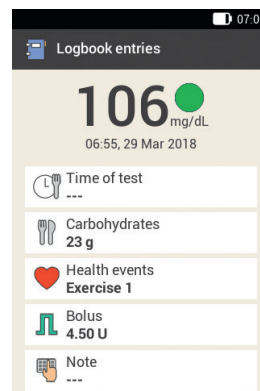 07:0
Logbook entries
106
mg/dL
06:55, 29 Mar 2018
Time of test
---
Carbohydrates
23 g
Health events
Exercise 1
Bolus
4.50 U
Note
---